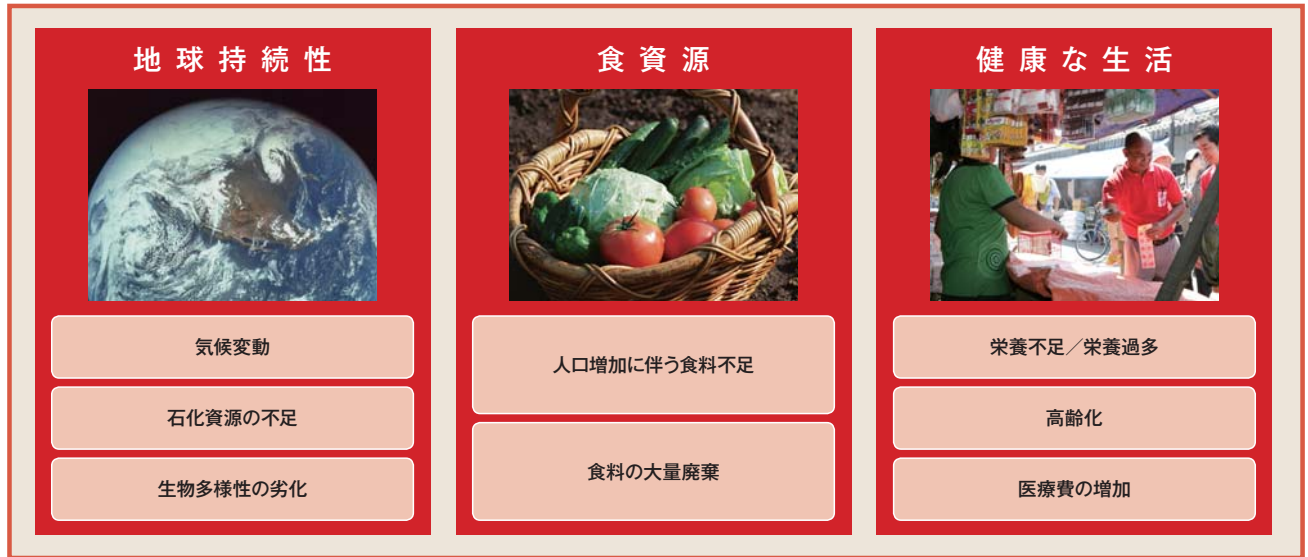 地球持続性
気候変動
石化資源の不足
生物多様性の劣化
食資源
人口増加に伴う食料不足
食料の大量廃棄
健康な生活
栄養不足／栄養過多
高齢化
医療費の増加